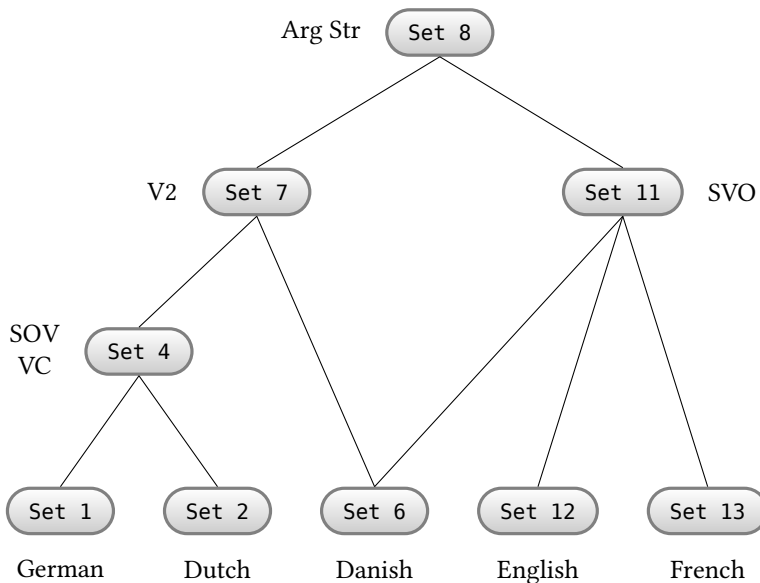 Arg Str Set 8
V2 Set 7 Set 11 SVO
SOV
VC
Set 4
Set 1 Set 2 Set 6 Set 12 Set 13
German Dutch Danish English French